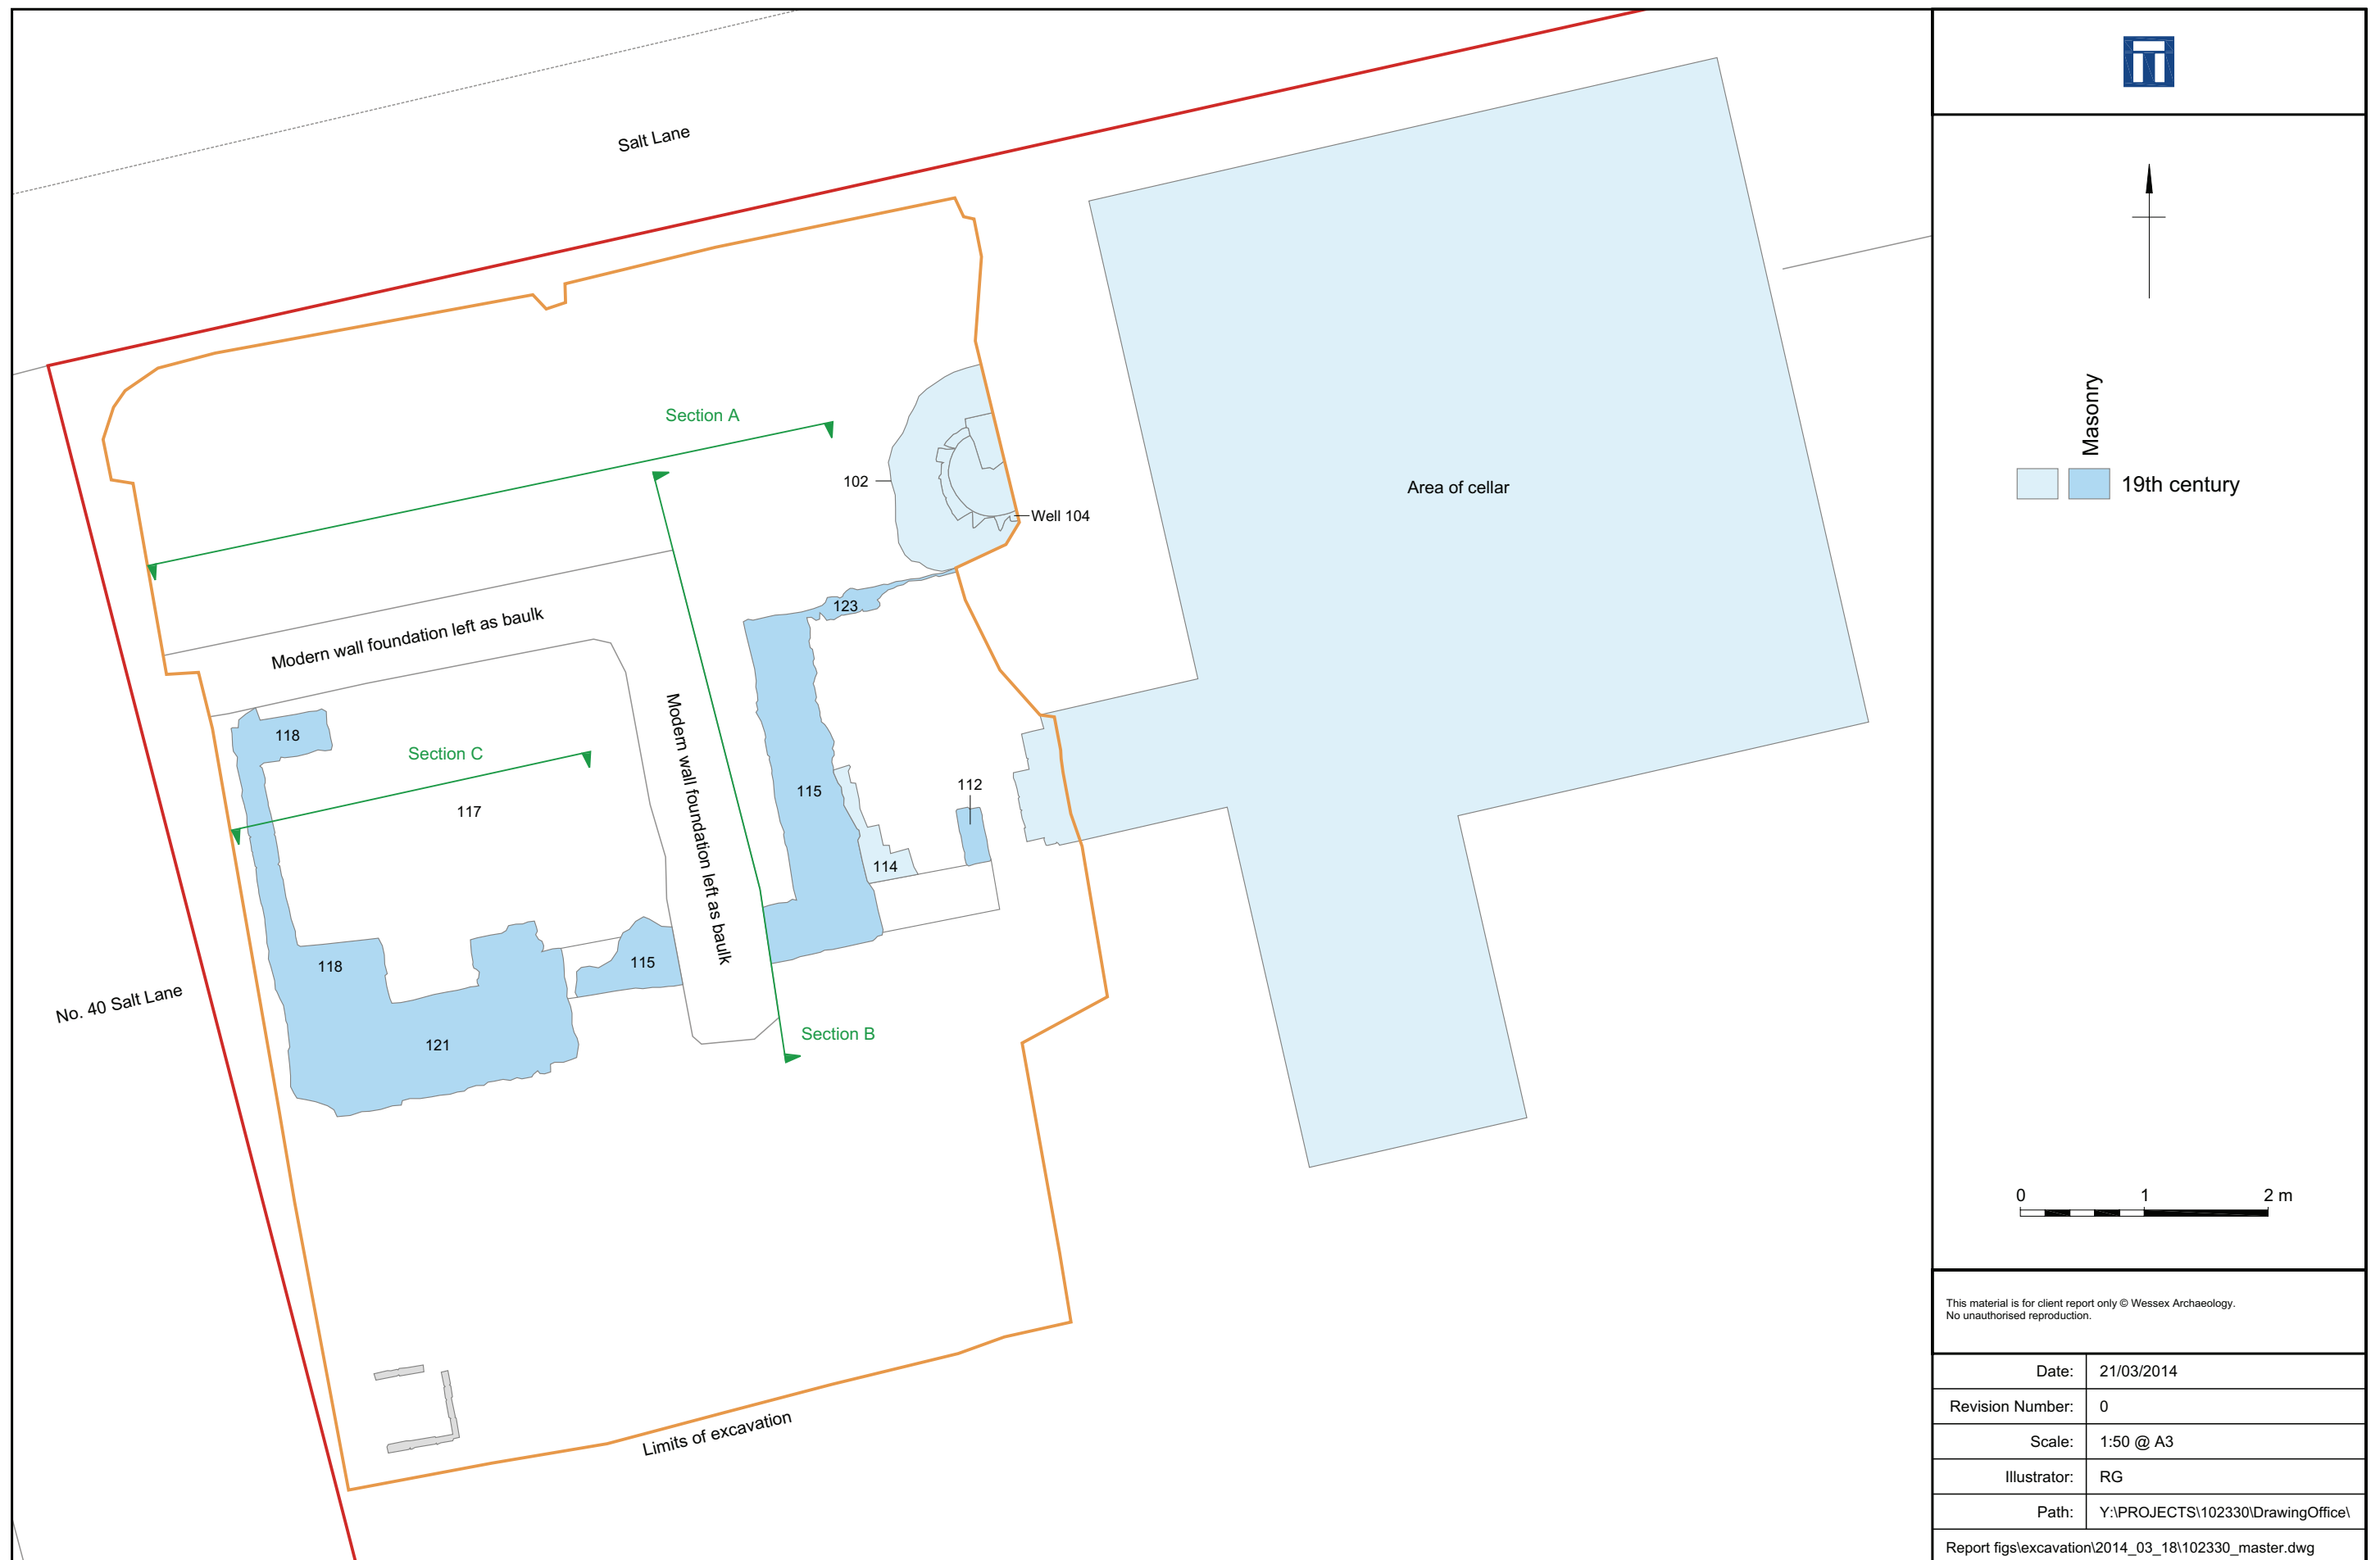 Salt Lane
Section A
102
Well 104
Area of cellar
Modern wall foundation left as baulk
123
Modern wall foundation left as baulk
118
Section C
117
115
112
114
118
115
No. 40 Salt Lane
121
Section B
Limits of excavation
Masonry
19th century
0 1 2 m
This material is for client report only © Wessex Archaeology.
No unauthorised reproduction.
Date: 21/03/2014
Revision Number: 0
Scale: 1:50 @ A3
Illustrator: RG
Path: Y:\PROJECTS\102330\DrawingOffice\
Report figs\excavation\2014_03_18\102330_master.dwg